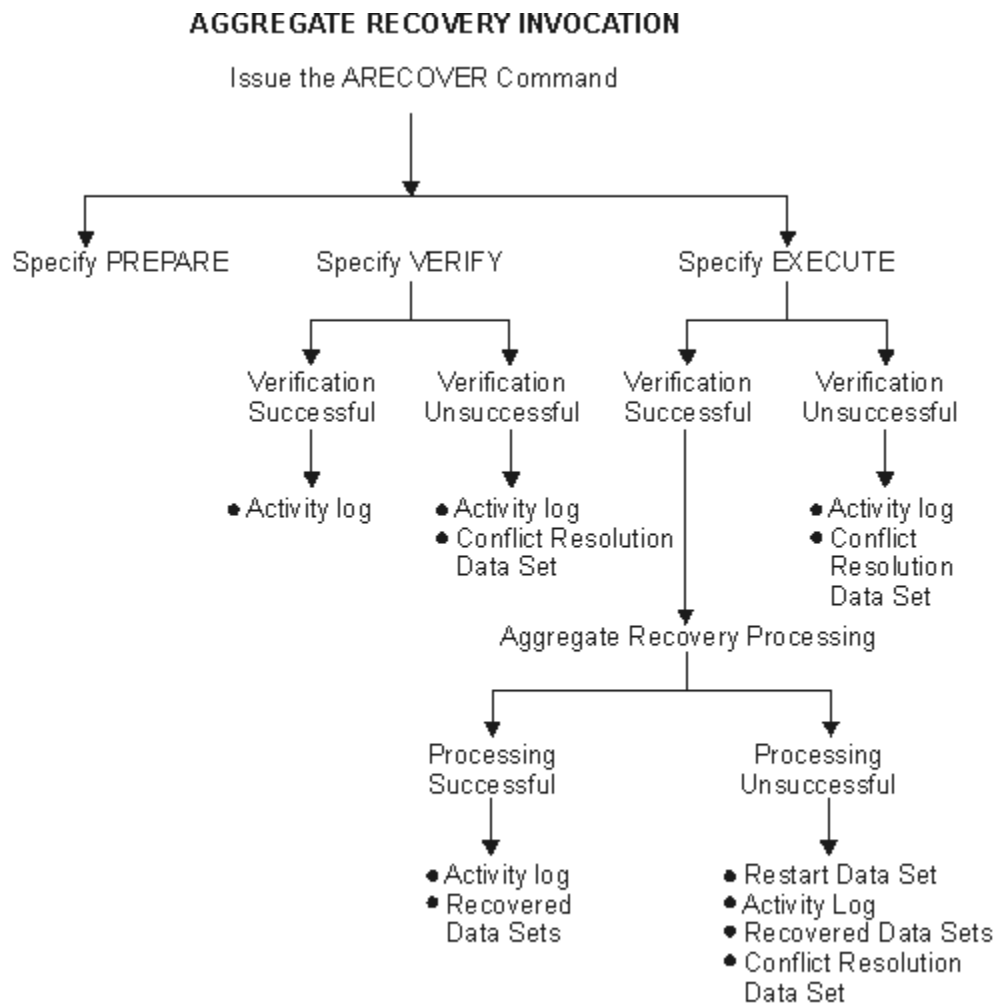 AGGREGATE RECOVERY INVOCATION
Issue the ARECOVER Command
Specify PREPARE
Specify VERIFY
Specify EXECUTE
Verification
Successful
Verification
Unsuccessful
Verification
Successful
Verification
Unsuccessful
• Activity log
• Activity log
• Conflict Resolution
Data Set
• Activity log
• Conflict
Resolution
Data Set
Aggregate Recovery Processing
Processing
Successful
Processing
Unsuccessful
• Activity log
• Recovered
Data Sets
• Restart Data Set
• Activity Log
• Recovered Data Sets
• Conflict Resolution
Data Set